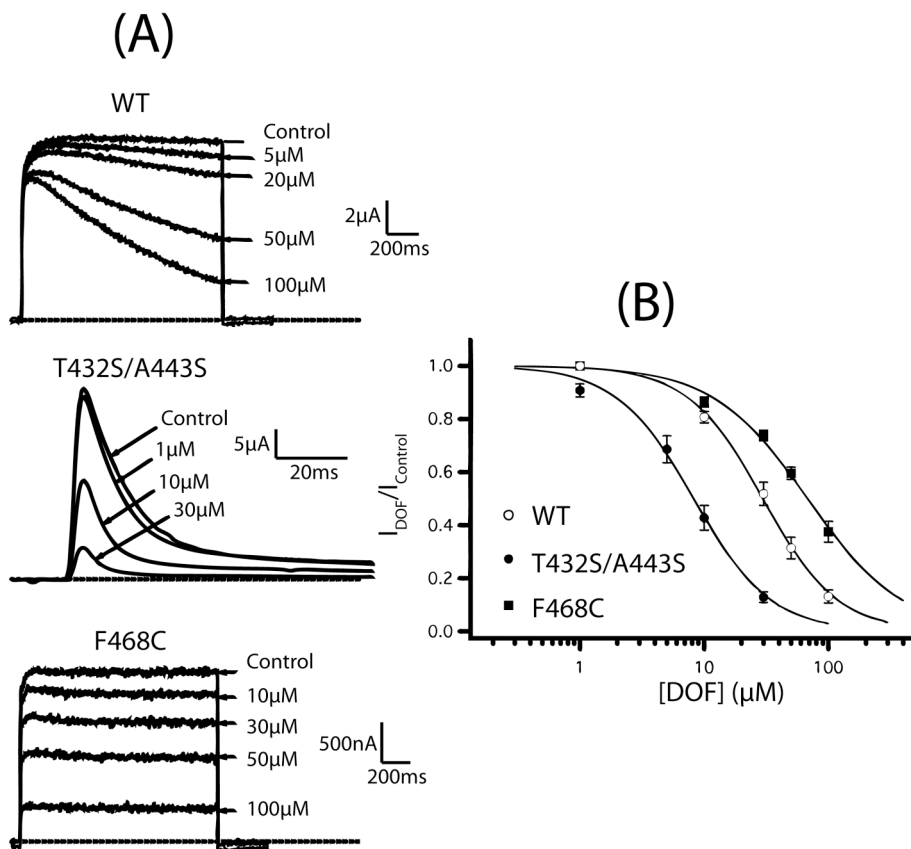 (A)
WT
Control
5µM
20µM
50µM
100µM
2µA
200ms
T432S/A443S
Control
1µM
10µM
30µM
5µA
20ms
F468C
Control
10µM
30µM
50µM
100µM
500nA
200ms
(B)
1.0
0.8
0.6
0.4
0.2
0.0
I_DOF/I_Control
WT
T432S/A443S
F468C
1
10
100
[DOF] (µM)